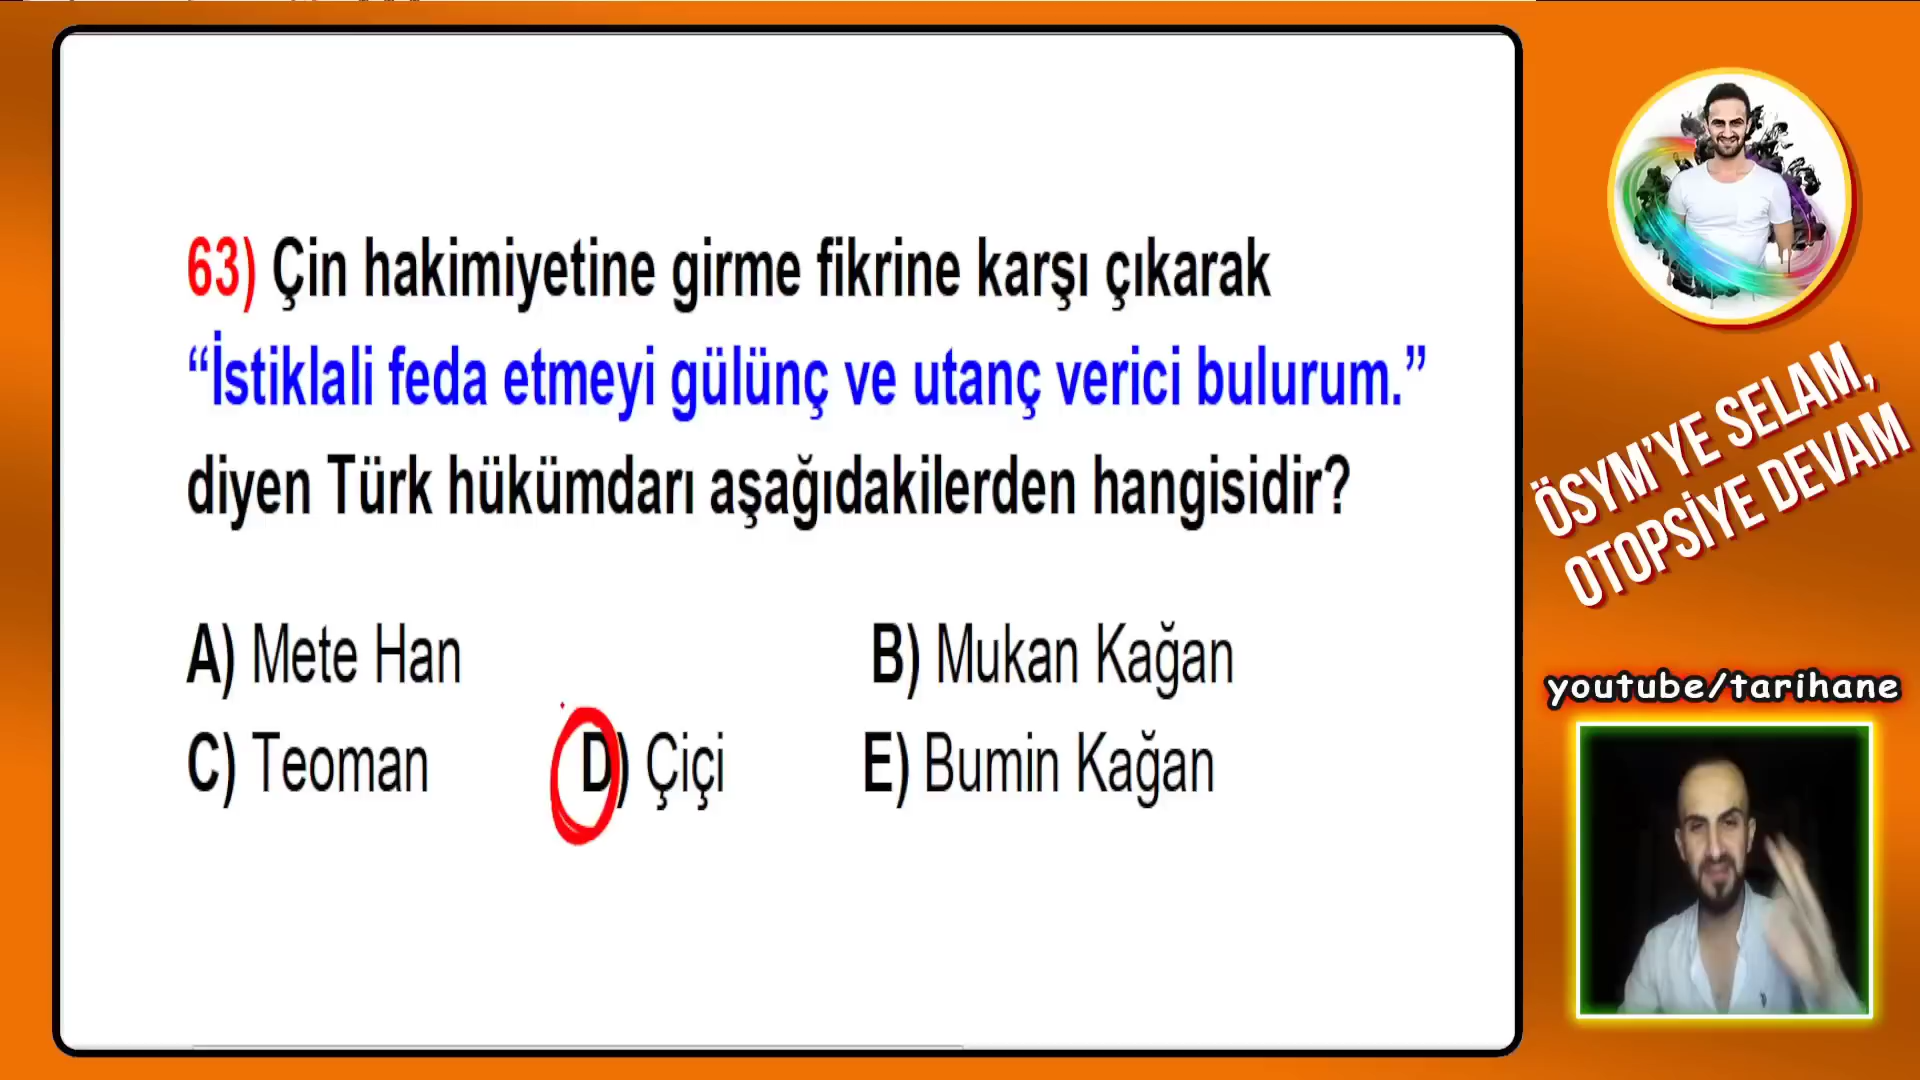 63) Çin hakimiyetine girme fikrine karşı çıkarak
“İstiklali feda etmeyi gülünç ve utanç verici bulurum.”
diyen Türk hükümdarı aşağıdakilerden hangisidir?
A) Mete Han B) Mukan Kağan
C) Teoman D) Çiçi E) Bumin Kağan
ÖSYM’YE SELAM,
OTOPSİYE DEVAM
youtube/tarihane